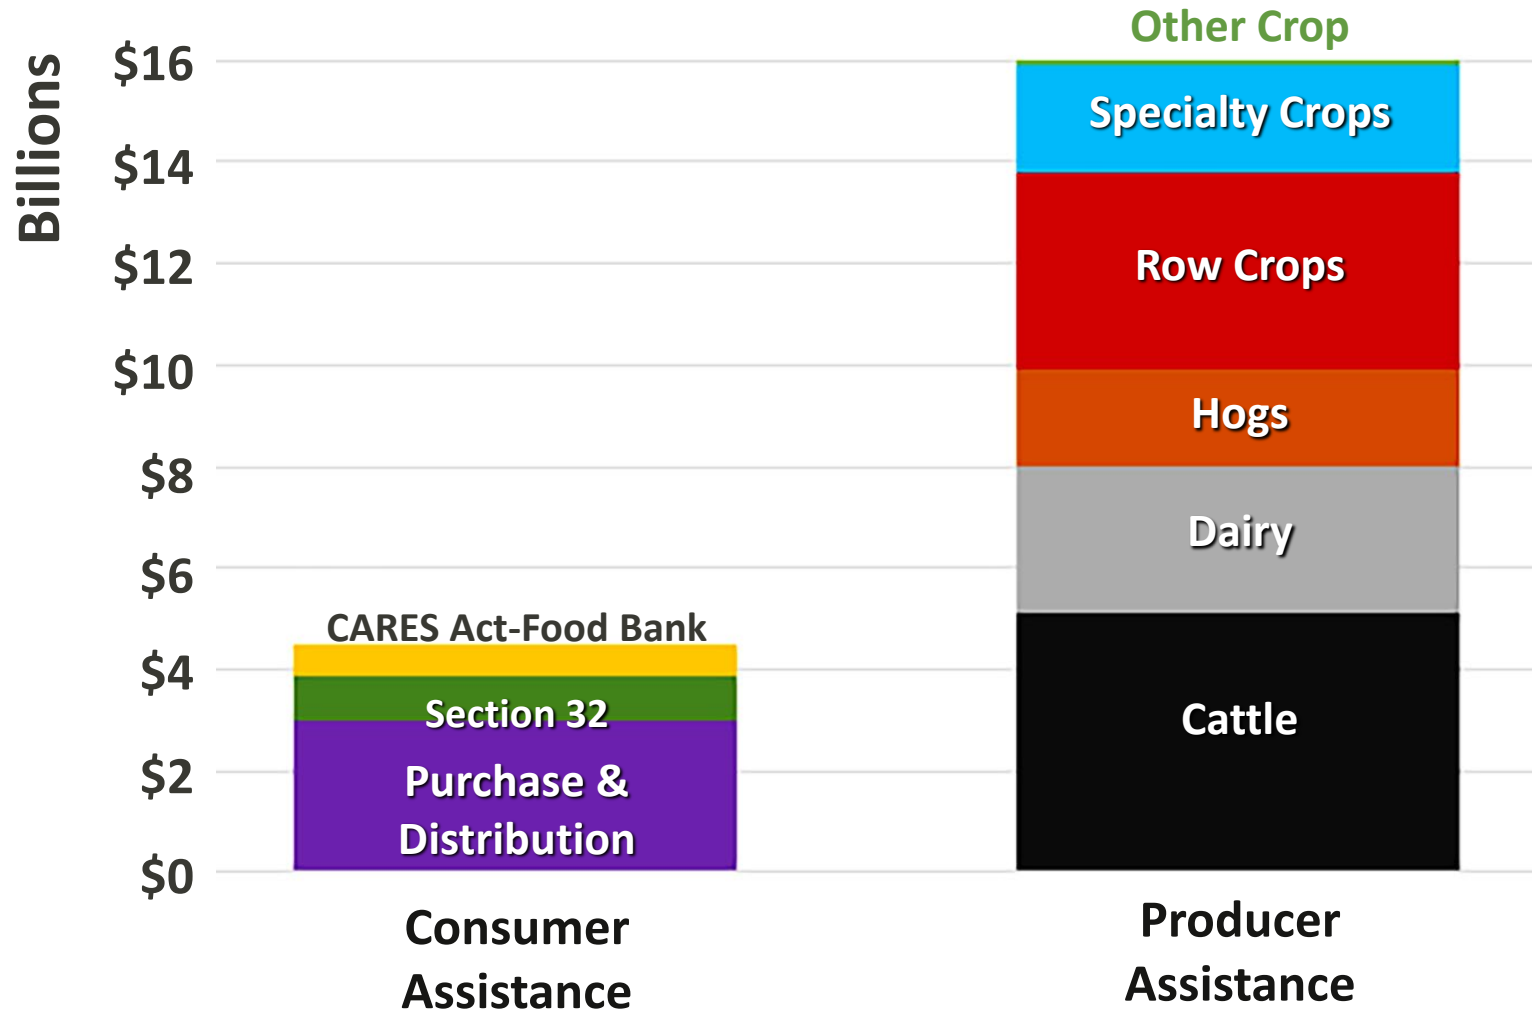 Billions
$16
$14
$12
$10
$8
$6
$4
$2
$0
CARES Act-Food Bank
Section 32
Purchase &
Distribution
Consumer
Assistance
Other Crop
Specialty Crops
Row Crops
Hogs
Dairy
Cattle
Producer
Assistance